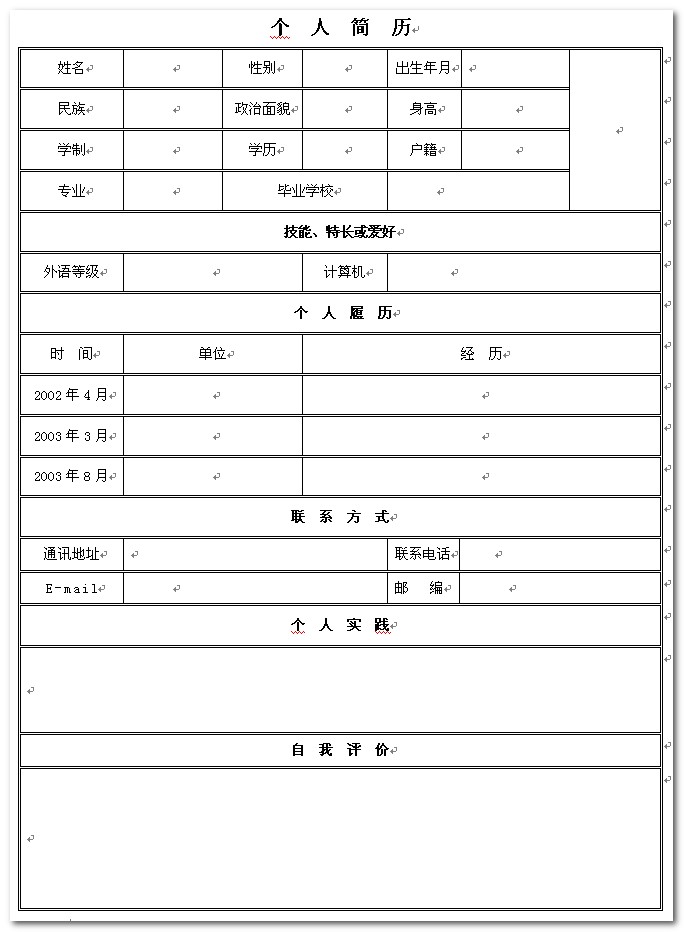 个 人 简 历
姓名 性别 出生年月
民族 政治面貌 身高
学制 学历 户籍
专业 毕业学校
技能、特长或爱好
外语等级 计算机
个 人 履 历
时 间 单位 经 历
2002 年 4 月
2003 年 3 月
2003 年 8 月
联 系 方 式
通讯地址 联系电话
E-mail 邮 编
个 人 实 践
自 我 评 价